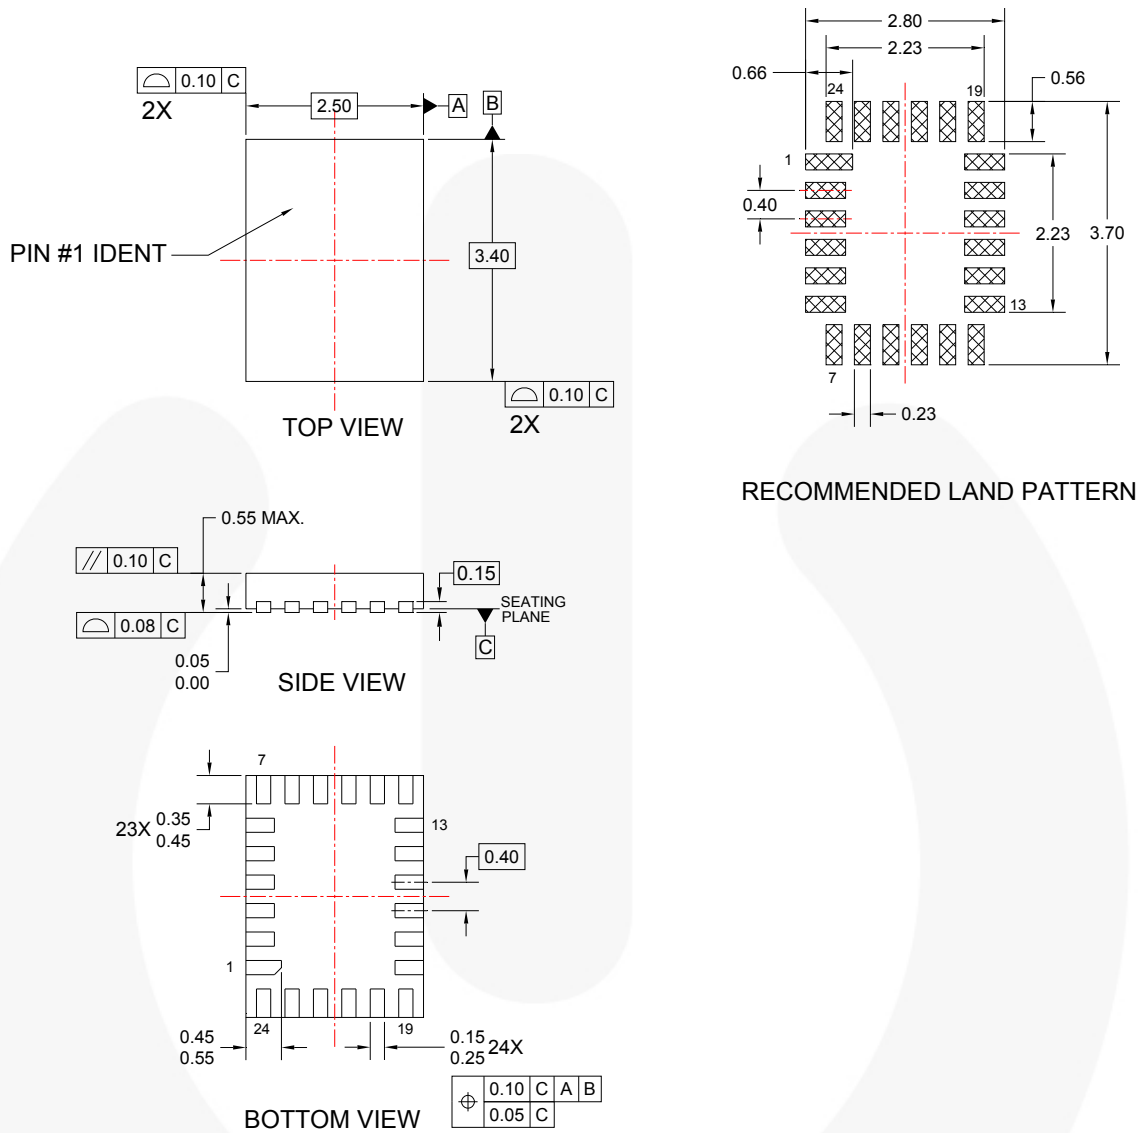 0.10 C
2X
2.50
A
B
PIN #1 IDENT
3.40
0.10 C
2X
TOP VIEW
2.80
2.23
0.66
0.56
24
19
1
0.40
2.23
3.70
13
7
0.23
RECOMMENDED LAND PATTERN
0.55 MAX.
// 0.10 C
0.15
SEATING
PLANE
0.08 C
C
0.05
0.00
SIDE VIEW
7
23X 0.35
0.45
13
0.40
1
24
19
0.45
0.55
0.15
0.25 24X
0.10 C A B
0.05 C
BOTTOM VIEW